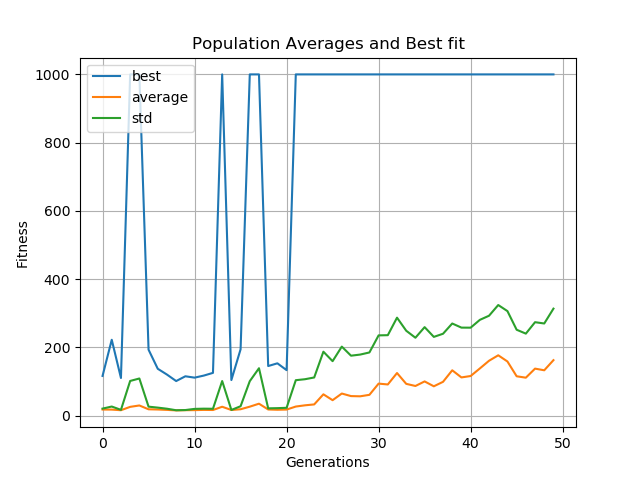 Population Averages and Best fit
best
average
std
1000
800
600
400
200
0
Fitness
0 10 20 30 40 50
Generations